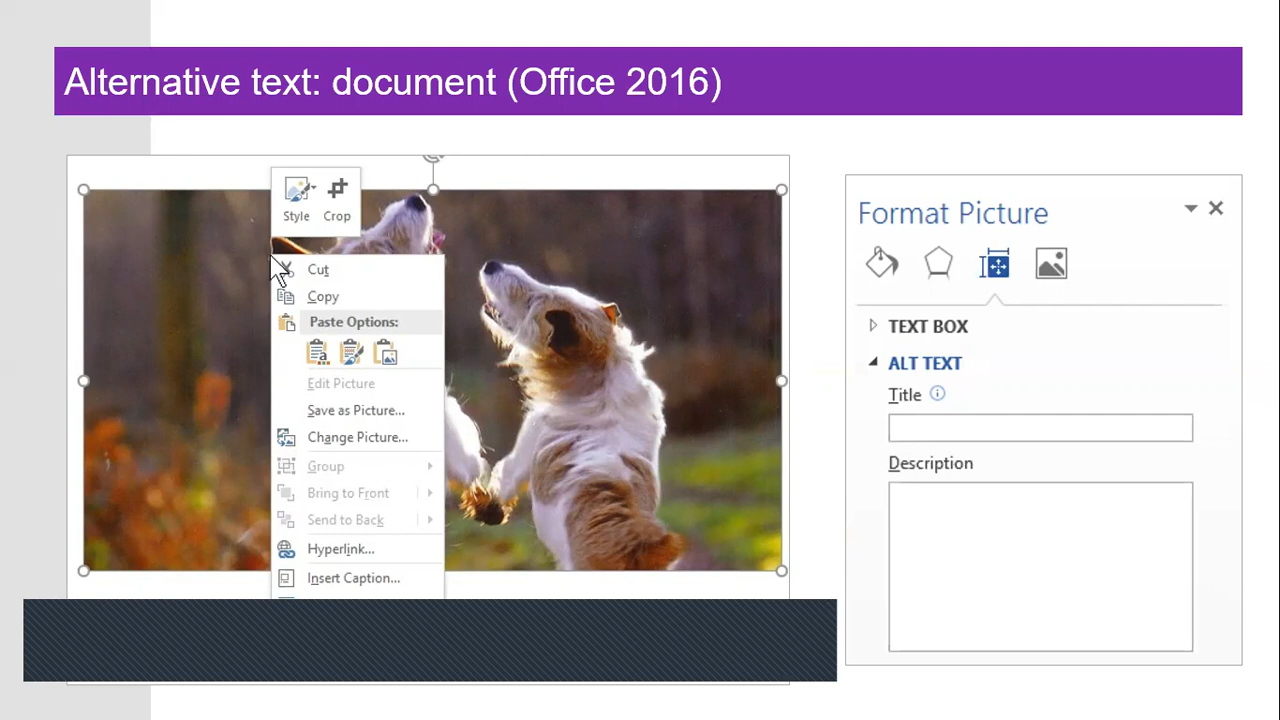 Alternative text: document (Office 2016)
Style
Crop
Cut
Copy
Paste Options:
Edit Picture
Save as Picture...
Change Picture...
Group
Bring to Front
Send to Back
Hyperlink...
Insert Caption...
Format Picture
TEXT BOX
ALT TEXT
Title
Description